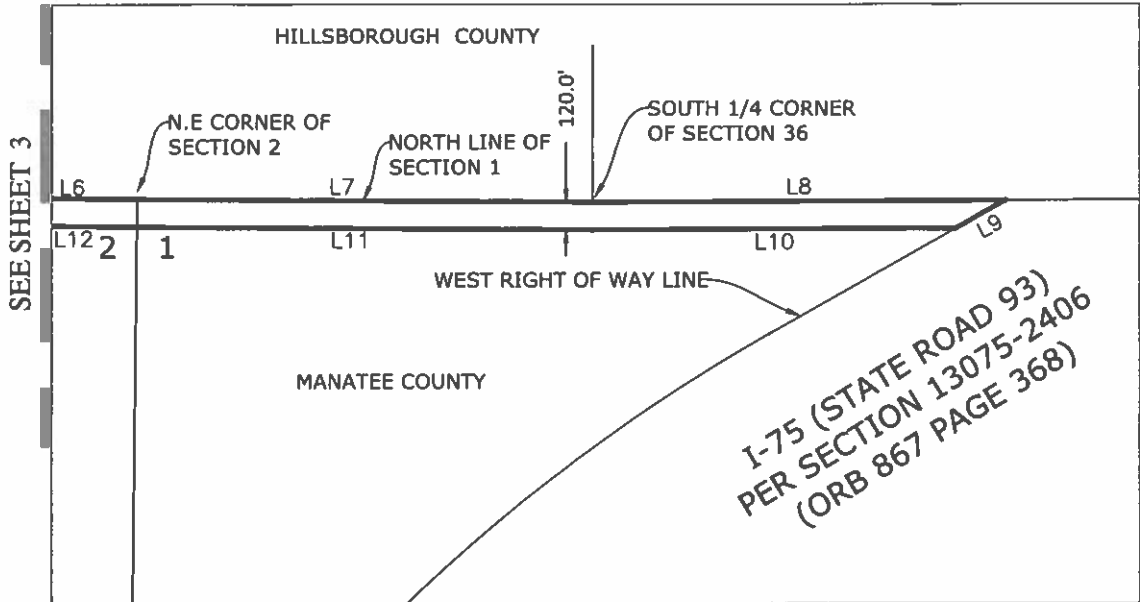 HILLSBOROUGH COUNTY
120.0'
SOUTH 1/4 CORNER
OF SECTION 36
N.E CORNER OF
SECTION 2
NORTH LINE OF
SECTION 1
SEE SHEET 3
L6
L7
L8
L9
L12
2
1
L11
L10
WEST RIGHT OF WAY LINE
MANATEE COUNTY
I-75 (STATE ROAD 93)
PER SECTION 13075-2406
(ORB 867 PAGE 368)